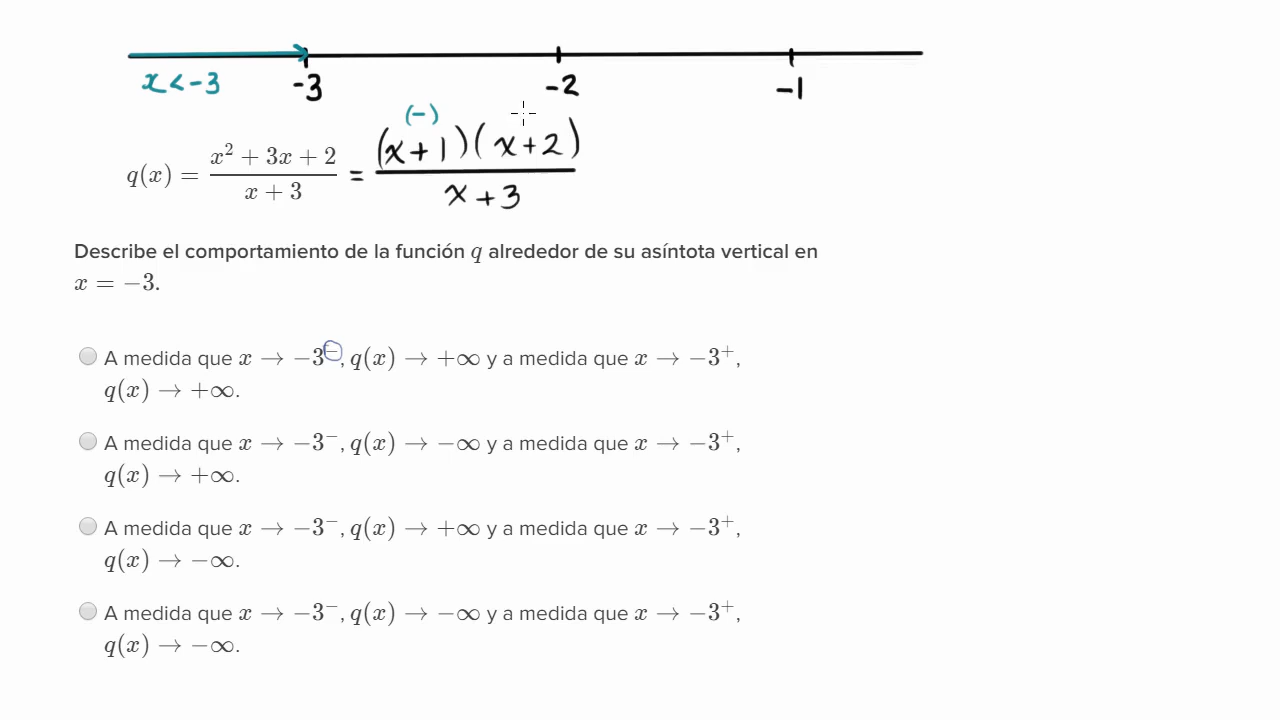 x < -3
-3
-2
-1
(-)
q(x) = \frac{x^2 + 3x + 2}{x + 3} = \frac{(x+1)(x+2)}{x+3}
Describe el comportamiento de la función q alrededor de su asíntota vertical en
x = −3.
A medida que x → −3⁻, q(x) → +∞ y a medida que x → −3⁺,
q(x) → +∞.
A medida que x → −3⁻, q(x) → −∞ y a medida que x → −3⁺,
q(x) → +∞.
A medida que x → −3⁻, q(x) → +∞ y a medida que x → −3⁺,
q(x) → −∞.
A medida que x → −3⁻, q(x) → −∞ y a medida que x → −3⁺,
q(x) → −∞.